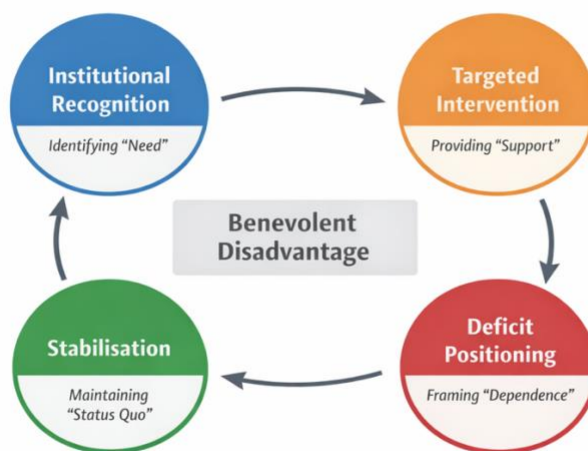 Institutional
Recognition
Identifying “Need”
Targeted
Intervention
Providing “Support”
Benevolent
Disadvantage
Stabilisation
Maintaining
“Status Quo”
Deficit
Positioning
Framing “Dependence”